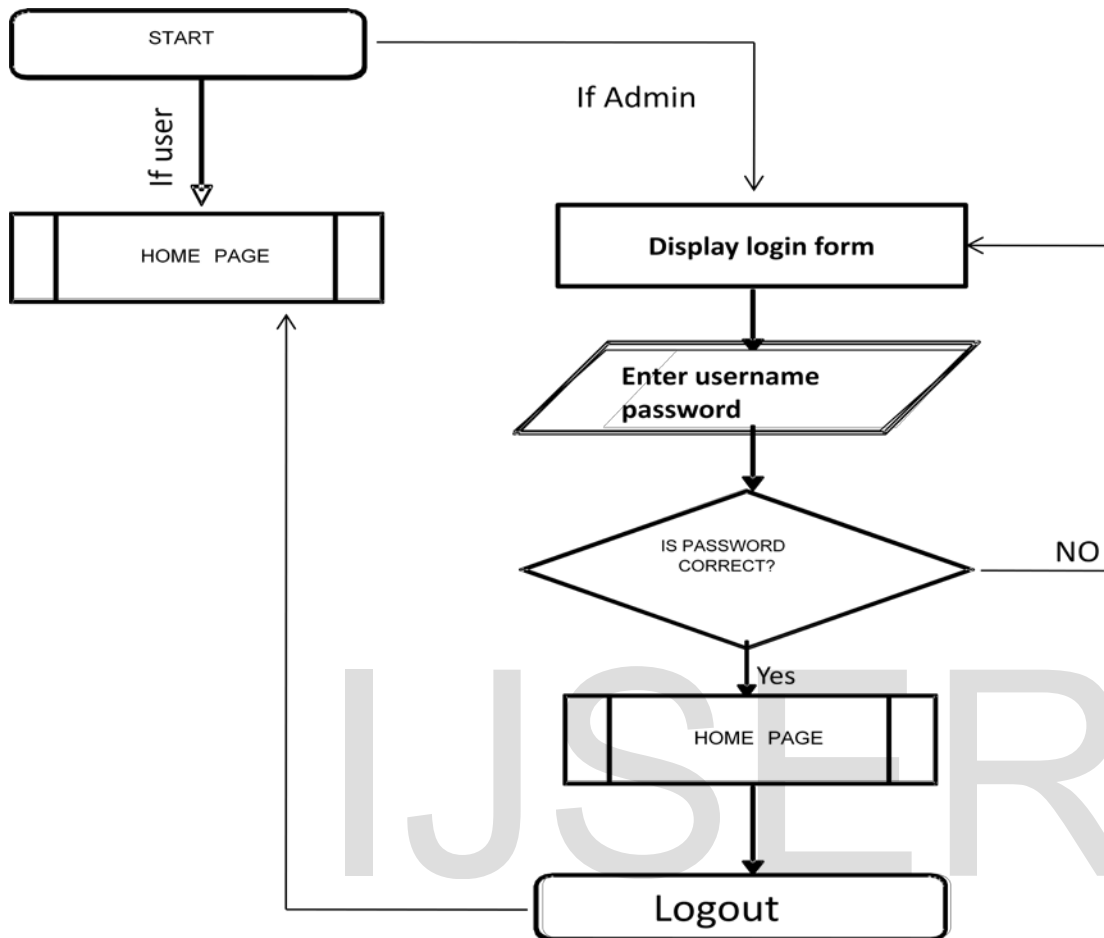 START
If Admin
If user
HOME PAGE
Display login form
Enter username
password
IS PASSWORD
CORRECT?
NO
Yes
HOME PAGE
Logout
IJSER